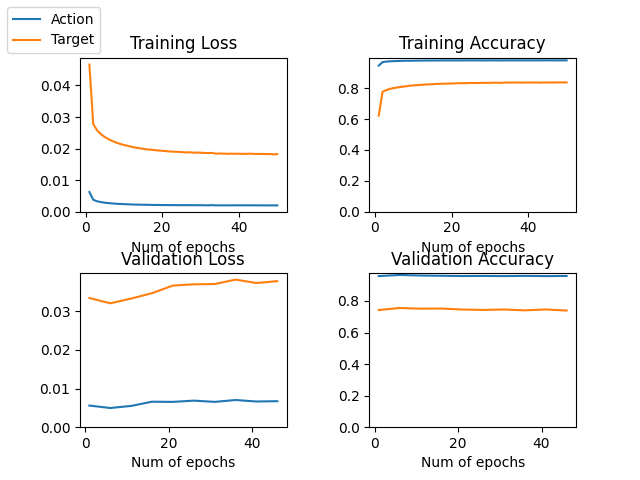 Action
Target
Training Loss
0.04
0.03
0.02
0.01
0.00
0 20 40
Num of epochs
Training Accuracy
0.8
0.6
0.4
0.2
0.0
0 20 40
Num of epochs
Validation Loss
0.03
0.02
0.01
0.00
0 20 40
Num of epochs
Validation Accuracy
0.8
0.6
0.4
0.2
0.0
0 20 40
Num of epochs